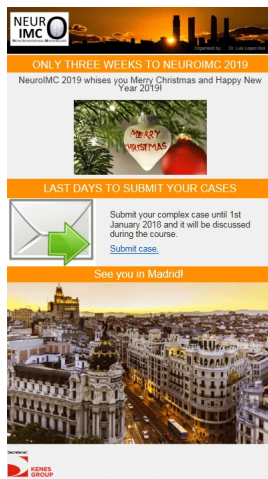 NEUR
IMC
Organised by Dr. Luis Lopez-Ibor
ONLY THREE WEEKS TO NEUROIMC 2019
NeuroIMC 2019 whises you Merry Christmas and Happy New
Year 2019!
MERRY
CHRISTMAS
LAST DAYS TO SUBMIT YOUR CASES
Submit your complex case until 1st
January 2018 and it will be discussed
during the course.
Submit case.
See you in Madrid!
Secretariat:
KENES
GROUP